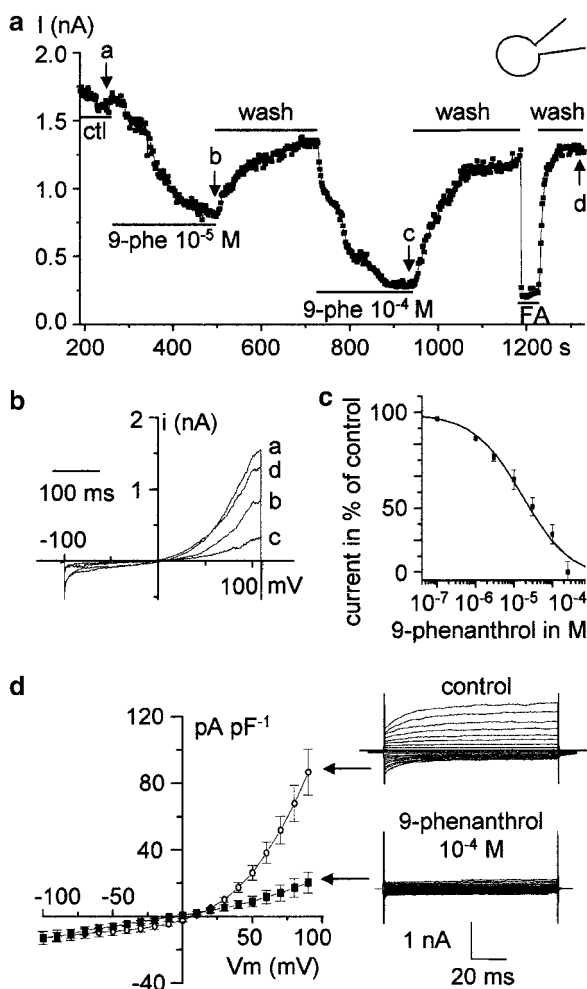 a I (nA)
2.0
1.5
1.0
0.5
0.0
a
ctl
wash
b
9-phe 10⁻⁵ M
wash
c
9-phe 10⁻⁴ M
wash
d
FA
200 400 600 800 1000 1200 s
b
2
i (nA)
1
100 ms
-100
100
mV
a
d
b
c
c
current in % of control
100
50
0
10⁻⁷ 10⁻⁶ 10⁻⁵ 10⁻⁴
9-phenanthrol in M
d
pA pF⁻¹
120
80
40
-40
-100 -50
50 100
Vm (mV)
control
9-phenanthrol
10⁻⁴ M
1 nA
20 ms